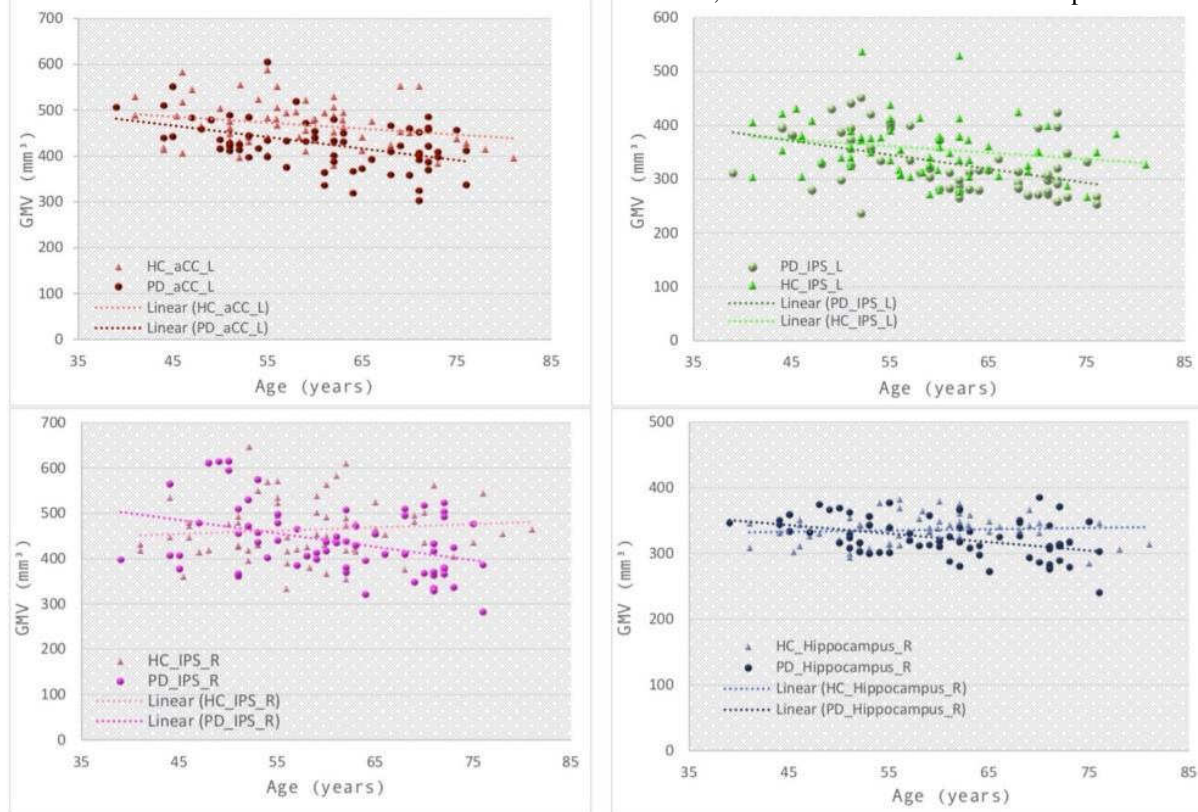 700
600
500
400
300
200
100
0
GMV (mm³)
HC_aCC_L
PD_aCC_L
Linear (HC_aCC_L)
Linear (PD_aCC_L)
35 45 55 65 75 85
Age (years)
600
500
400
300
200
100
0
GMV (mm³)
PD_IPS_L
HC_IPS_L
Linear (PD_IPS_L)
Linear (HC_IPS_L)
35 45 55 65 75 85
Age (years)
700
600
500
400
300
200
100
0
GMV (mm³)
HC_IPS_R
PD_IPS_R
Linear (HC_IPS_R)
Linear (PD_IPS_R)
35 45 55 65 75 85
Age (years)
500
400
300
200
100
0
GMV (mm³)
HC_Hippocampus_R
PD_Hippocampus_R
Linear (HC_Hippocampus_R)
Linear (PD_Hippocampus_R)
35 45 55 65 75 85
Age (years)